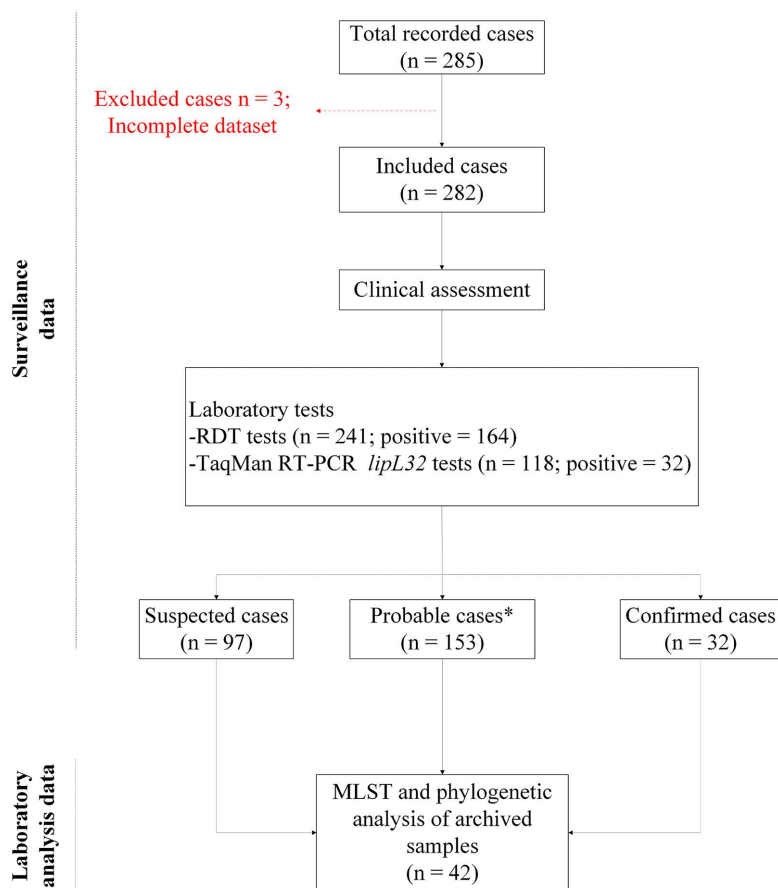 Total recorded cases
(n = 285)
Excluded cases n = 3;
Incomplete dataset
Included cases
(n = 282)
Clinical assessment
Surveillance
data
Laboratory tests
-RDT tests (n = 241; positive = 164)
-TaqMan RT-PCR lipL32 tests (n = 118; positive = 32)
Suspected cases
(n = 97)
Probable cases*
(n = 153)
Confirmed cases
(n = 32)
Laboratory
analysis data
MLST and phylogenetic
analysis of archived
samples
(n = 42)